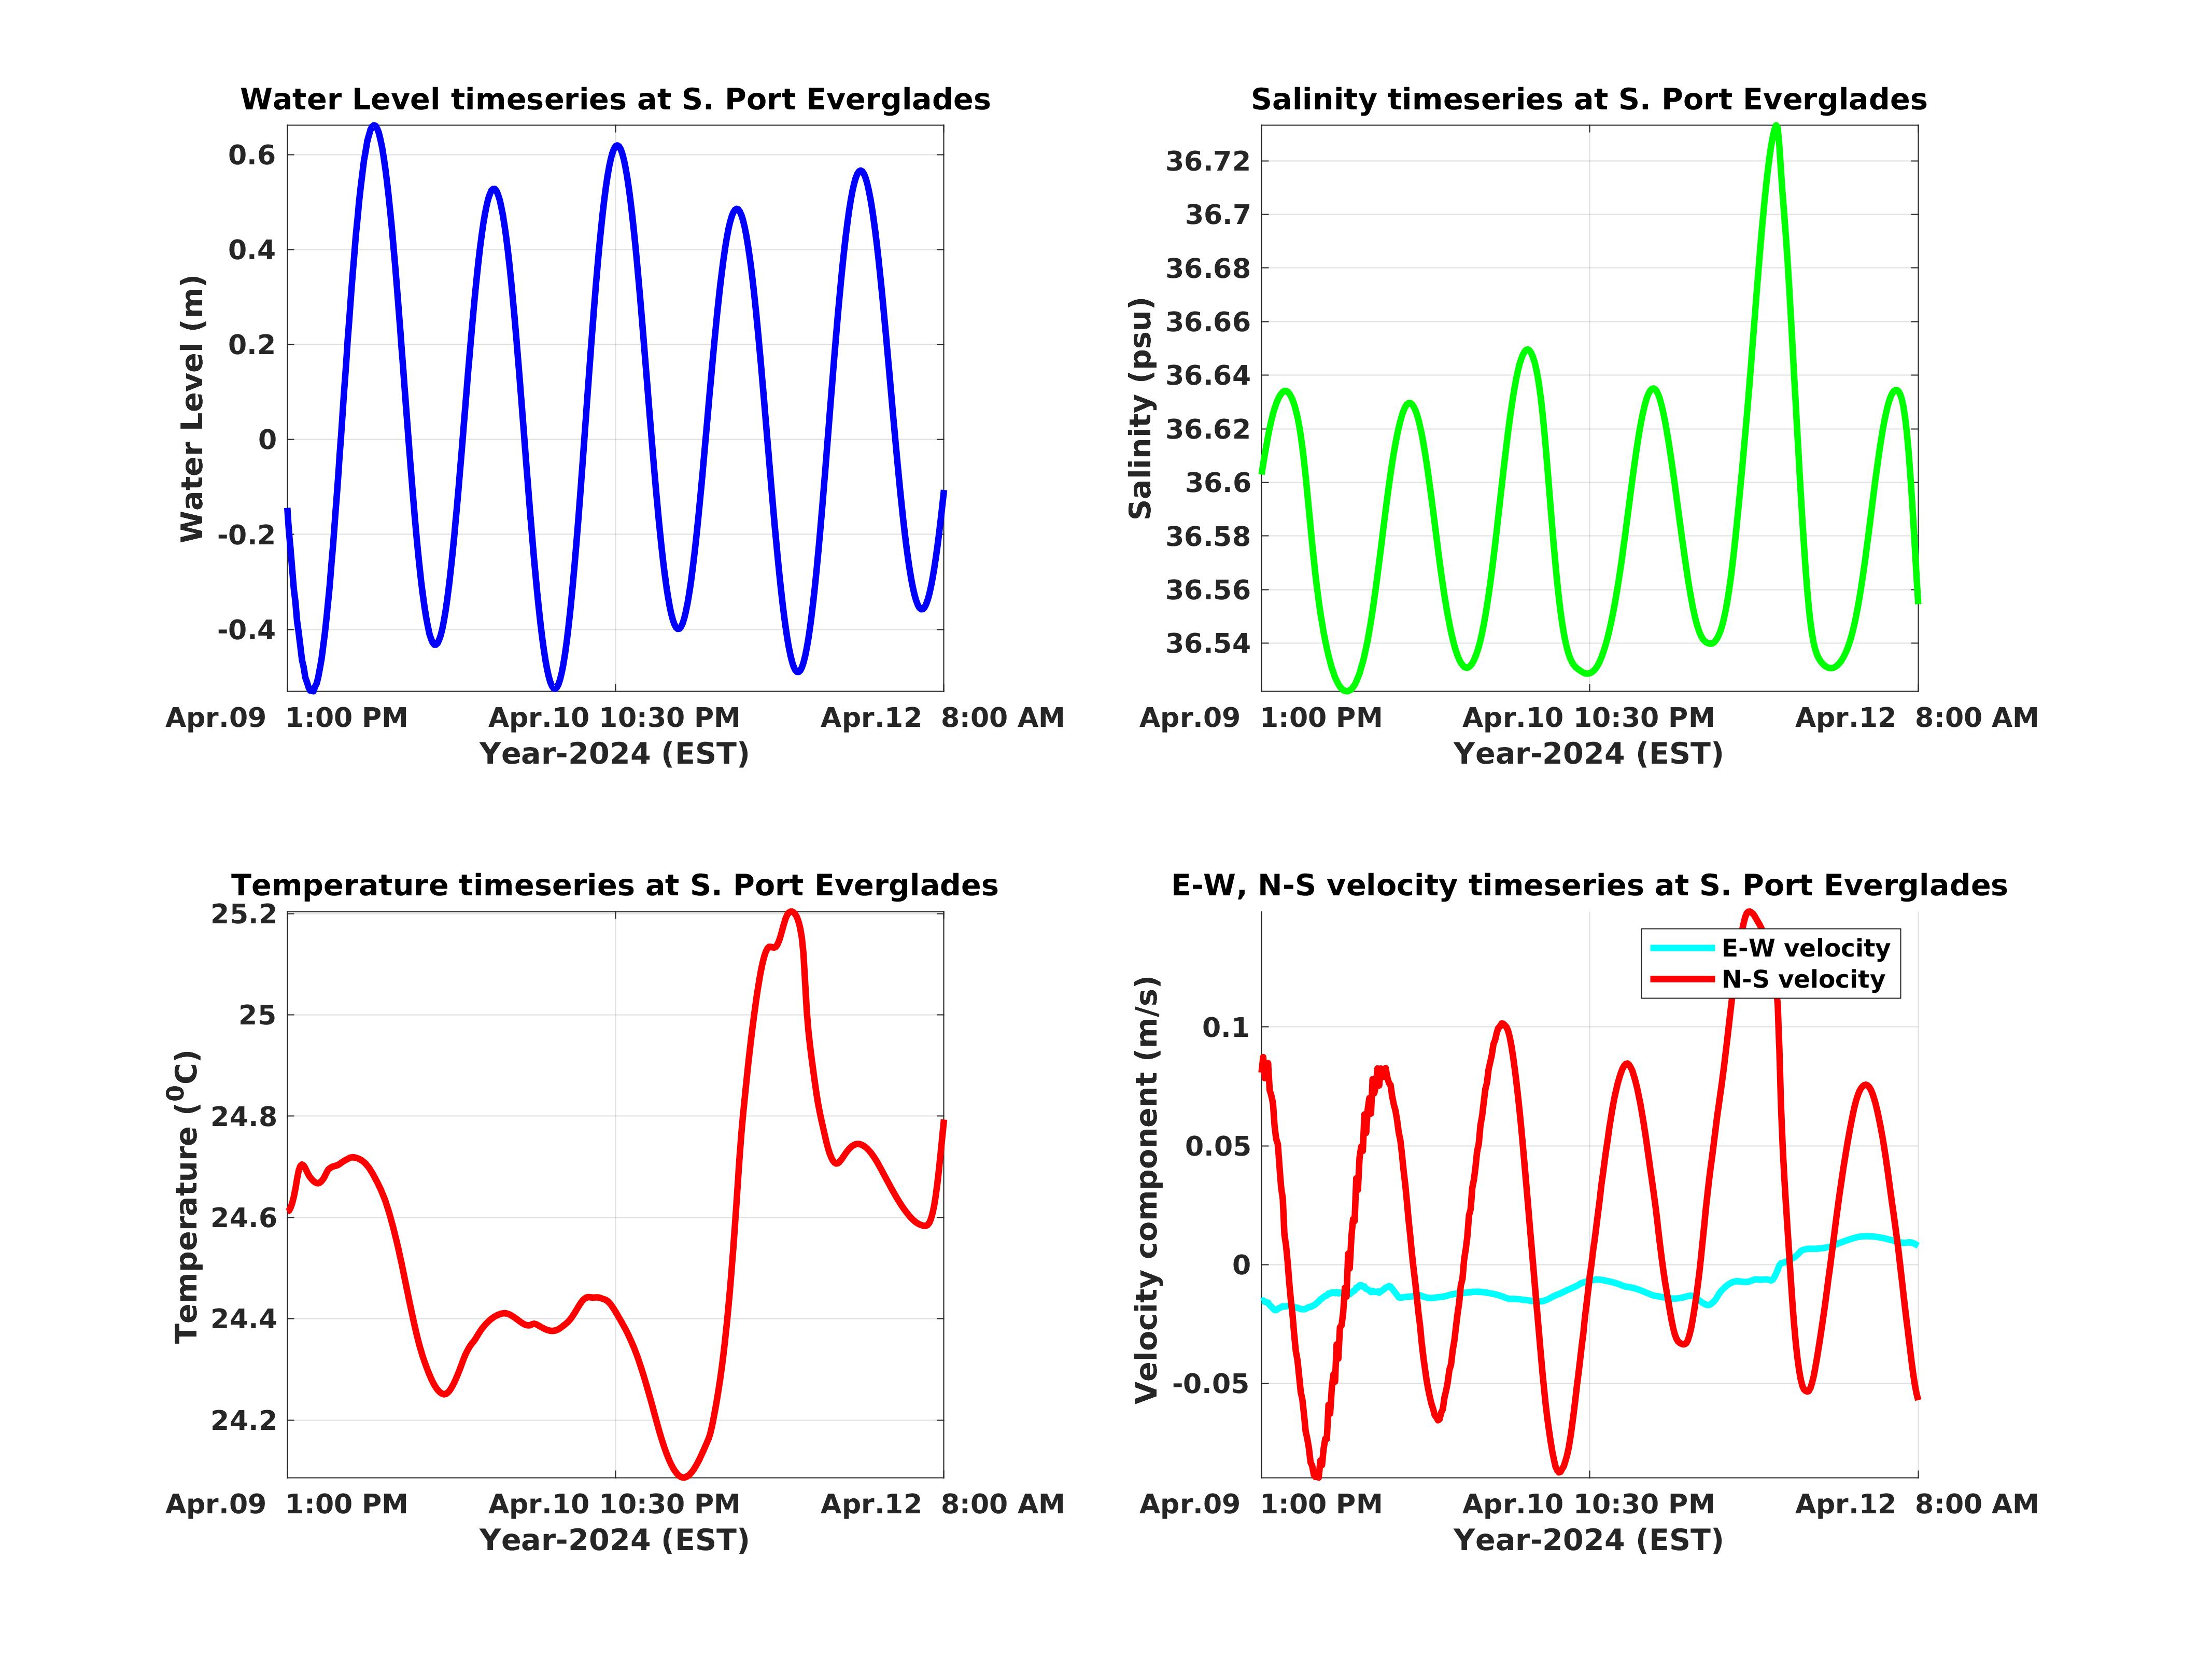 Water Level timeseries at S. Port Everglades
Water Level (m)
0.6
0.4
0.2
0
-0.2
-0.4
Apr.09 1:00 PM
Apr.10 10:30 PM
Apr.12 8:00 AM
Year-2024 (EST)
Salinity timeseries at S. Port Everglades
Salinity (psu)
36.72
36.7
36.68
36.66
36.64
36.62
36.6
36.58
36.56
36.54
Apr.09 1:00 PM
Apr.10 10:30 PM
Apr.12 8:00 AM
Year-2024 (EST)
Temperature timeseries at S. Port Everglades
Temperature (⁰C)
25.2
25
24.8
24.6
24.4
24.2
Apr.09 1:00 PM
Apr.10 10:30 PM
Apr.12 8:00 AM
Year-2024 (EST)
E-W, N-S velocity timeseries at S. Port Everglades
Velocity component (m/s)
E-W velocity
N-S velocity
0.1
0.05
0
-0.05
Apr.09 1:00 PM
Apr.10 10:30 PM
Apr.12 8:00 AM
Year-2024 (EST)